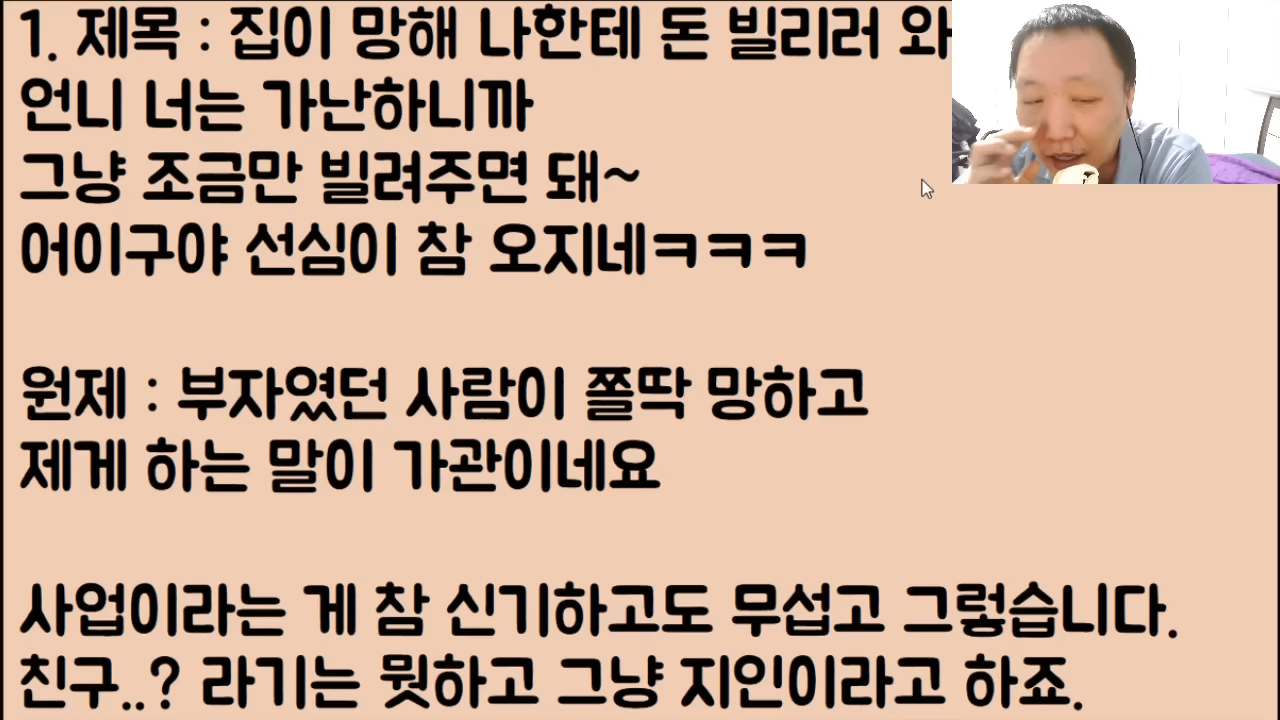 1. 제목 : 집이 망해 나한테 돈 빌리러 와
언니 너는 가난하니까
그냥 조금만 빌려주면 돼~
어이구야 선심이 참 오지네ㅋㅋㅋ
원제 : 부자였던 사람이 쫄딱 망하고
제게 하는 말이 가관이네요
사업이라는 게 참 신기하고도 무섭고 그렇습니다.
친구..? 라기는 뭣하고 그냥 지인이라고 하죠.